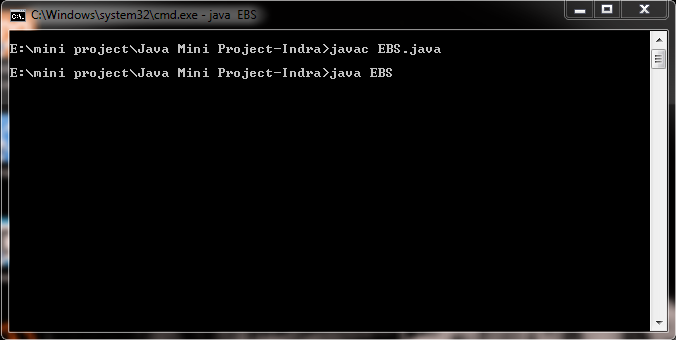 C:\Windows\system32\cmd.exe - java  EBS
E:\mini project\Java Mini Project-Indra>javac EBS.java
E:\mini project\Java Mini Project-Indra>java EBS